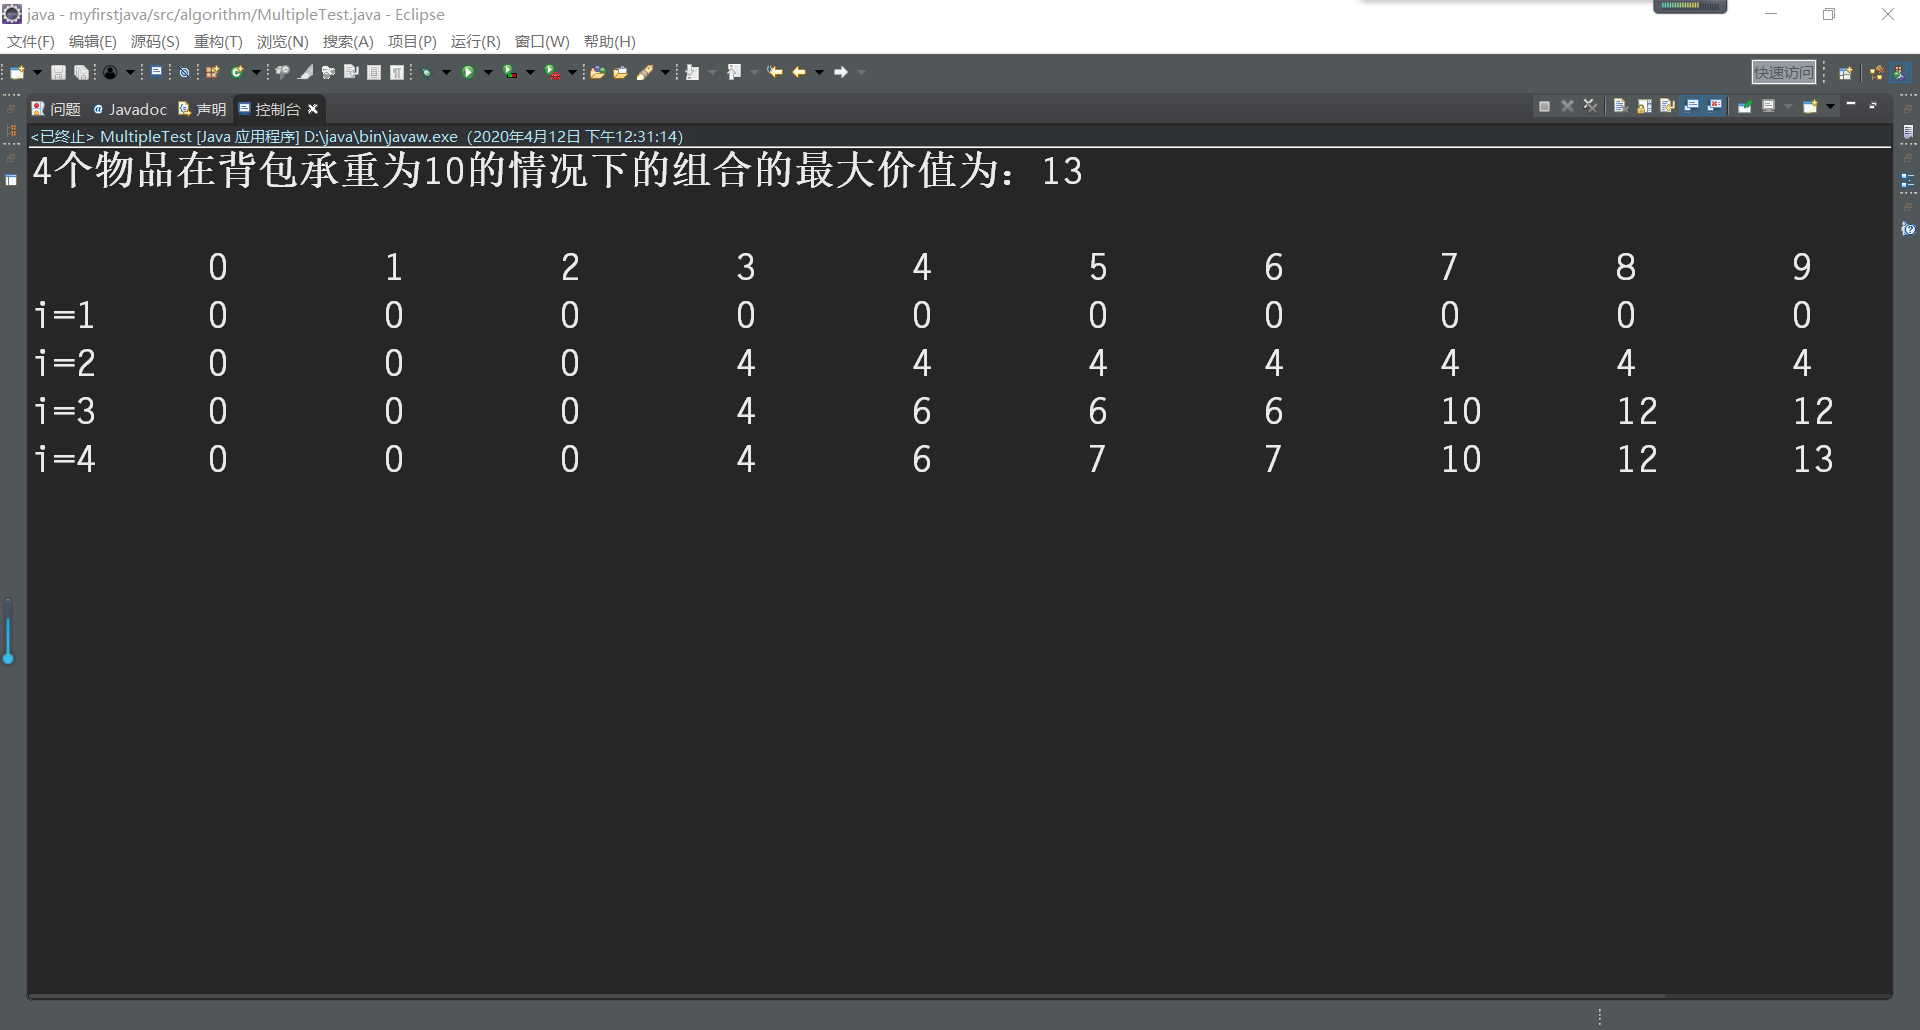 java - myfirstjava/src/algorithm/MultipleTest.java - Eclipse
文件(F) 编辑(E) 源码(S) 重构(T) 浏览(N) 搜索(A) 项目(P) 运行(R) 窗口(W) 帮助(H)
快速访问
问题 @ Javadoc 声明 控制台
<已终止> MultipleTest [Java 应用程序] D:\java\bin\javaw.exe （2020年4月12日 下午12:31:14）
4个物品在背包承重为10的情况下的组合的最大价值为：13
0 1 2 3 4 5 6 7 8 9
i=1 0 0 0 0 0 0 0 0 0 0
i=2 0 0 0 4 4 4 4 4 4 4
i=3 0 0 0 4 6 6 6 10 12 12
i=4 0 0 0 4 6 7 7 10 12 13